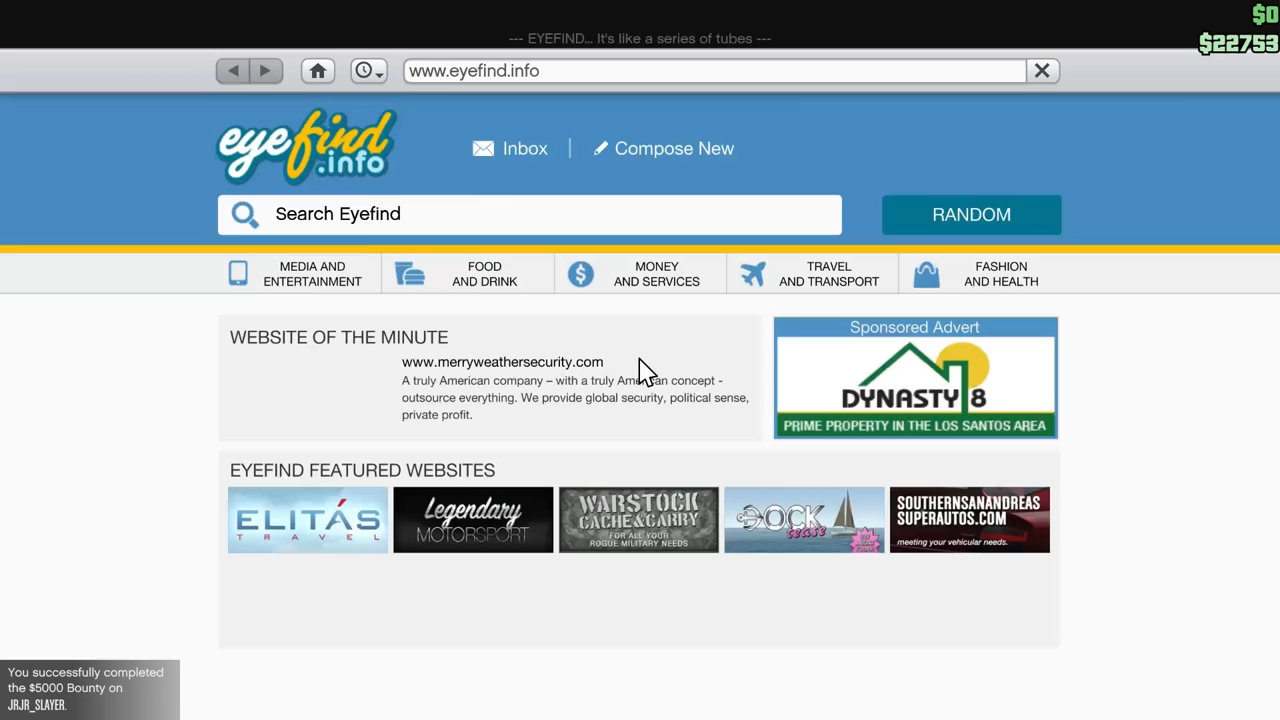 $0
--- EYEFIND... It's like a series of tubes ---
$22753
www.eyefind.info
eyefind
.info
Inbox | Compose New
Search Eyefind
RANDOM
MEDIA AND
ENTERTAINMENT
FOOD
AND DRINK
MONEY
AND SERVICES
TRAVEL
AND TRANSPORT
FASHION
AND HEALTH
WEBSITE OF THE MINUTE
www.merryweathersecurity.com
A truly American company – with a truly American concept -
outsource everything. We provide global security, political sense,
private profit.
Sponsored Advert
DYNASTY 8
PRIME PROPERTY IN THE LOS SANTOS AREA
EYEFIND FEATURED WEBSITES
ELITÁS
TRAVEL
Legendary
MOTORSPORT
WARSTOCK
CACHE&CARRY
FOR ALL YOUR
ROGUE MILITARY NEEDS
DOCK
tease
SOUTHERNSANANDREAS
SUPERAUTOS.COM
meeting your vehicular needs.
You successfully completed
the $5000 Bounty on
JRJR_SLAYER.